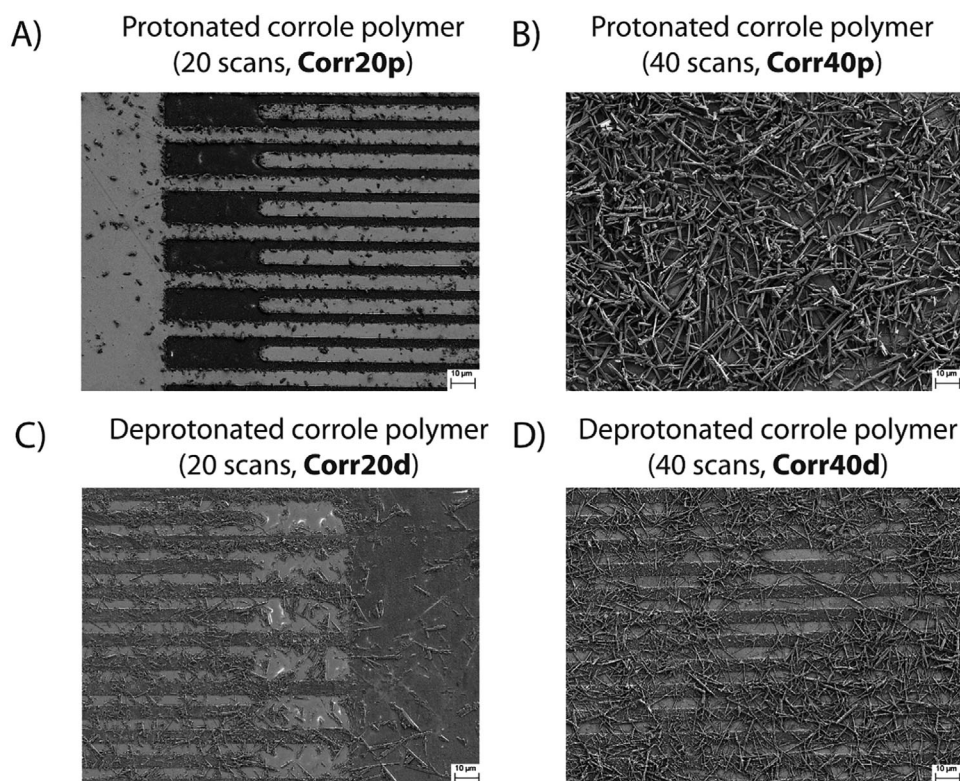 A)
Protonated corrole polymer
(20 scans, Corr20p)
10 µm
B)
Protonated corrole polymer
(40 scans, Corr40p)
10 µm
C)
Deprotonated corrole polymer
(20 scans, Corr20d)
10 µm
D)
Deprotonated corrole polymer
(40 scans, Corr40d)
10 µm